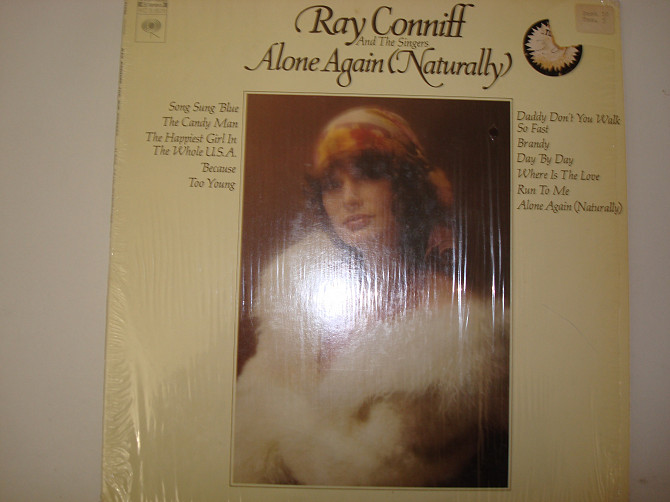 Ray Conniff
And The Singers
Alone Again (Naturally)
Song Sung Blue
The Candy Man
The Happiest Girl In
The Whole U.S.A.
Because
Too Young
Daddy Don't You Walk
So Fast
Brandy
Day By Day
Where Is The Love
Run To Me
Alone Again (Naturally)